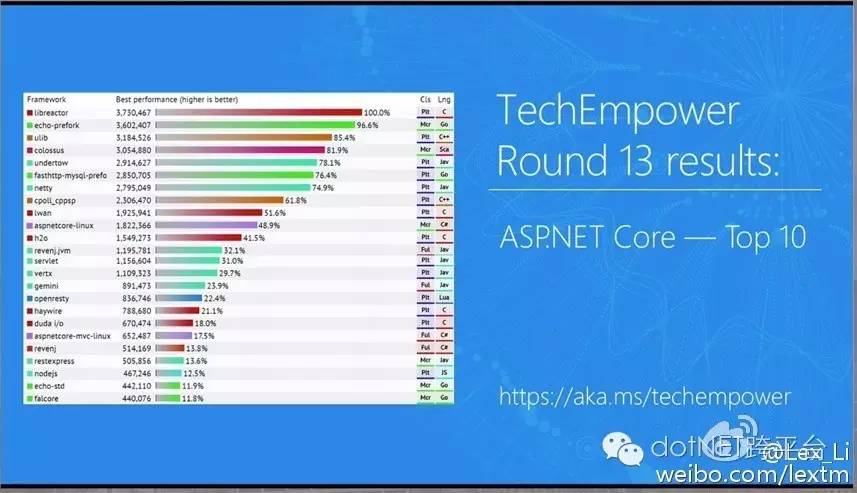 Framework Best performance (higher is better) Cls Lng
libreactor 3,730,467 100.0% Plt C
echo-prefork 3,602,407 96.6% Mcr Go
ulib 3,184,526 85.4% Plt C++
colossus 3,054,880 81.9% Mcr Sca
undertow 2,914,627 78.1% Plt Jav
fasthttp-mysql-prefo 2,850,705 76.4% Plt Go
netty 2,795,049 74.9% Plt Jav
cpoll_cppsp 2,306,470 61.8% Plt C++
lwan 1,925,941 51.6% Plt C
aspnetcore-linux 1,822,366 48.9% Mcr C#
h2o 1,549,273 41.5% Plt C
revenj.jvm 1,195,781 32.1% Ful Jav
servlet 1,156,604 31.0% Plt Jav
vertx 1,109,323 29.7% Plt Jav
gemini 891,473 23.9% Ful Jav
openresty 836,746 22.4% Plt Lua
haywire 788,680 21.1% Plt C
duda i/o 670,474 18.0% Plt C
aspnetcore-mvc-linux 652,487 17.5% Ful C#
revenj 514,169 13.8% Ful C#
restexpress 505,856 13.6% Mcr Jav
nodejs 467,246 12.5% Plt JS
echo-std 442,110 11.9% Mcr Go
falcore 440,076 11.8% Mcr Go
TechEmpower
Round 13 results:
ASP.NET Core — Top 10
https://aka.ms/techempower
dotNET跨平台
@Lex_Li
weibo.com/lextm